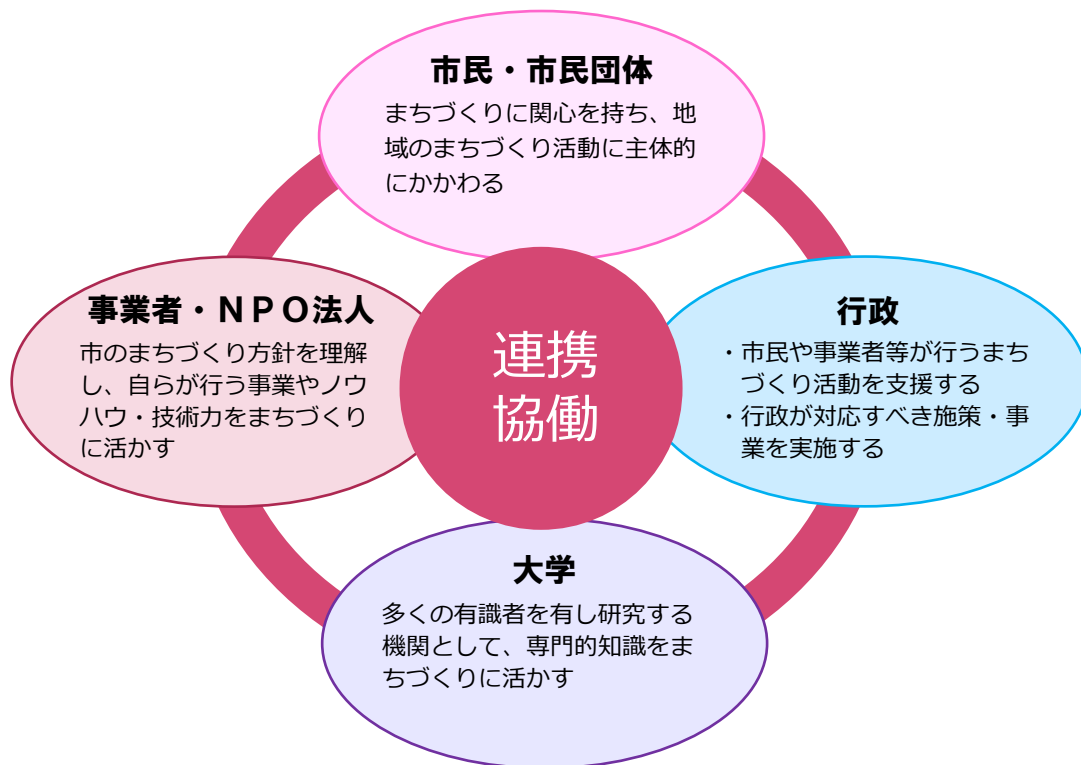 市民・市民団体
まちづくりに関心を持ち、地
域のまちづくり活動に主体的
にかかわる
事業者・ＮＰＯ法人
市のまちづくり方針を理解
し、自らが行う事業やノウ
ハウ・技術力をまちづくり
に活かす
連携
協働
行政
・市民や事業者等が行うまち
づくり活動を支援する
・行政が対応すべき施策・事
業を実施する
大学
多くの有識者を有し研究する
機関として、専門的知識をま
ちづくりに活かす